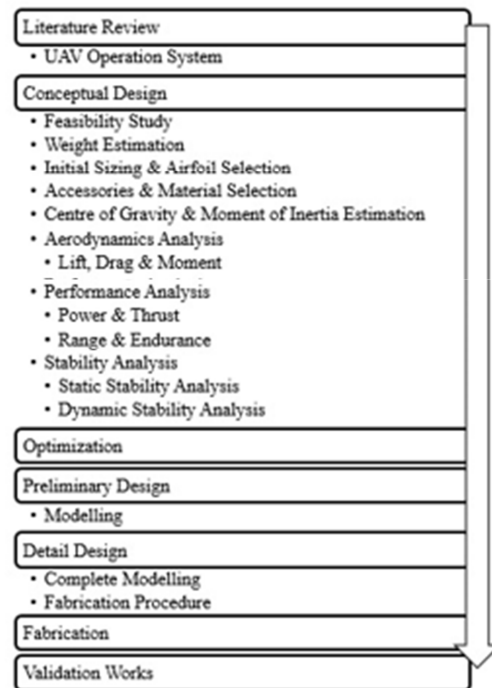 Literature Review
• UAV Operation System
Conceptual Design
• Feasibility Study
• Weight Estimation
• Initial Sizing & Airfoil Selection
• Accessories & Material Selection
• Centre of Gravity & Moment of Inertia Estimation
• Aerodynamics Analysis
• Lift, Drag & Moment
• Performance Analysis
• Power & Thrust
• Range & Endurance
• Stability Analysis
• Static Stability Analysis
• Dynamic Stability Analysis
Optimization
Preliminary Design
• Modelling
Detail Design
• Complete Modelling
• Fabrication Procedure
Fabrication
Validation Works